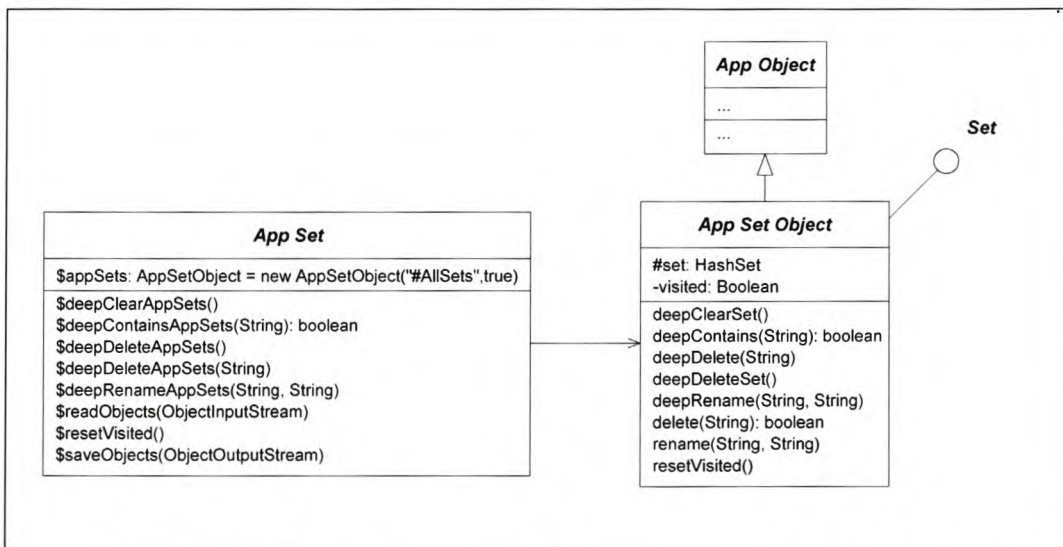 App Object
...
...
Set
App Set
$appSets: AppSetObject = new AppSetObject("#AllSets",true)
$deepClearAppSets()
$deepContainsAppSets(String): boolean
$deepDeleteAppSets()
$deepDeleteAppSets(String)
$deepRenameAppSets(String, String)
$readObjects(ObjectInputStream)
$resetVisited()
$saveObjects(ObjectOutputStream)
App Set Object
#set: HashSet
-visited: Boolean
deepClearSet()
deepContains(String): boolean
deepDelete(String)
deepDeleteSet()
deepRename(String, String)
delete(String): boolean
rename(String, String)
resetVisited()